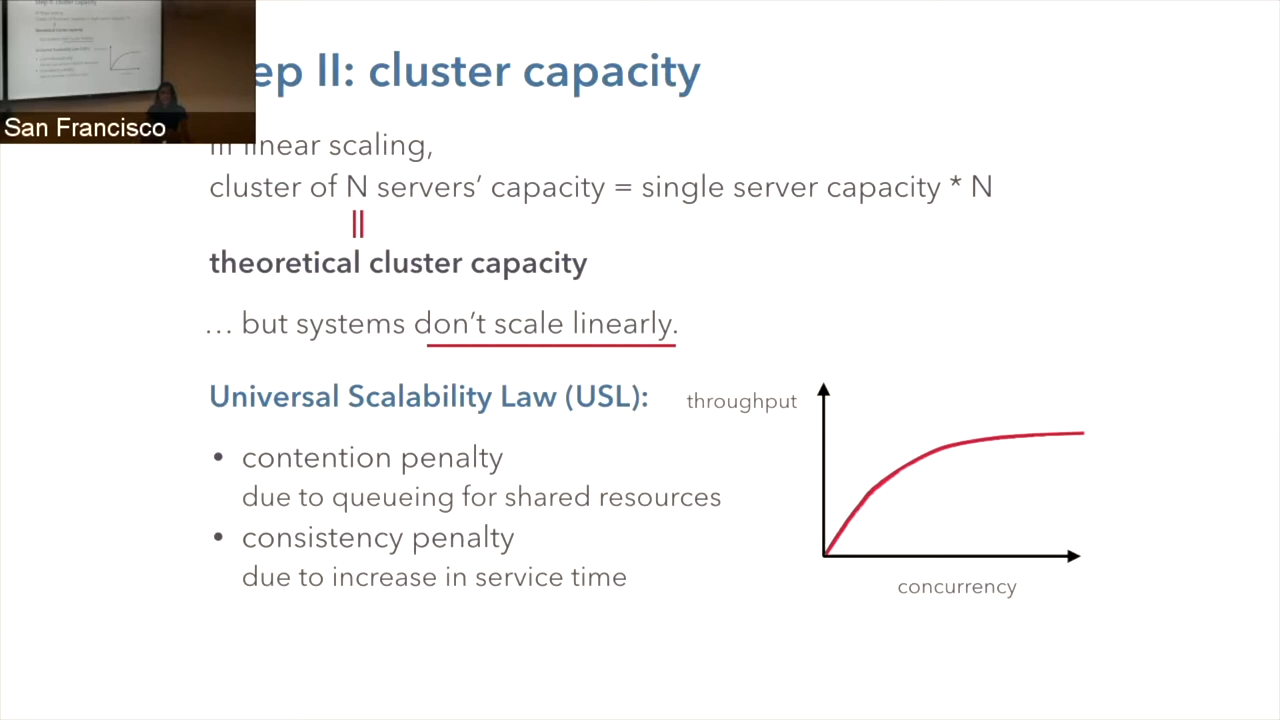 ep II: cluster capacity
San Francisco
linear scaling,
cluster of N servers’ capacity = single server capacity * N
||
theoretical cluster capacity
… but systems don’t scale linearly.
Universal Scalability Law (USL):
throughput
• contention penalty
due to queueing for shared resources
• consistency penalty
due to increase in service time
concurrency